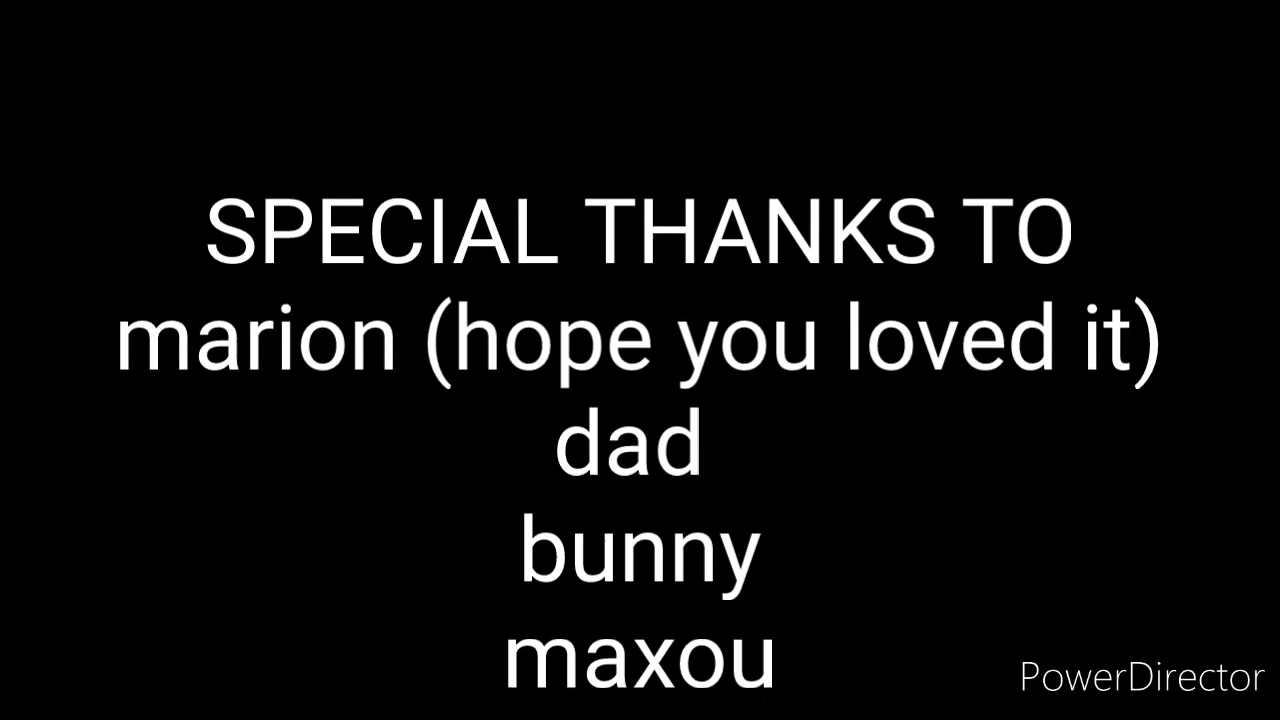 SPECIAL THANKS TO
marion (hope you loved it)
dad
bunny
maxou
PowerDirector